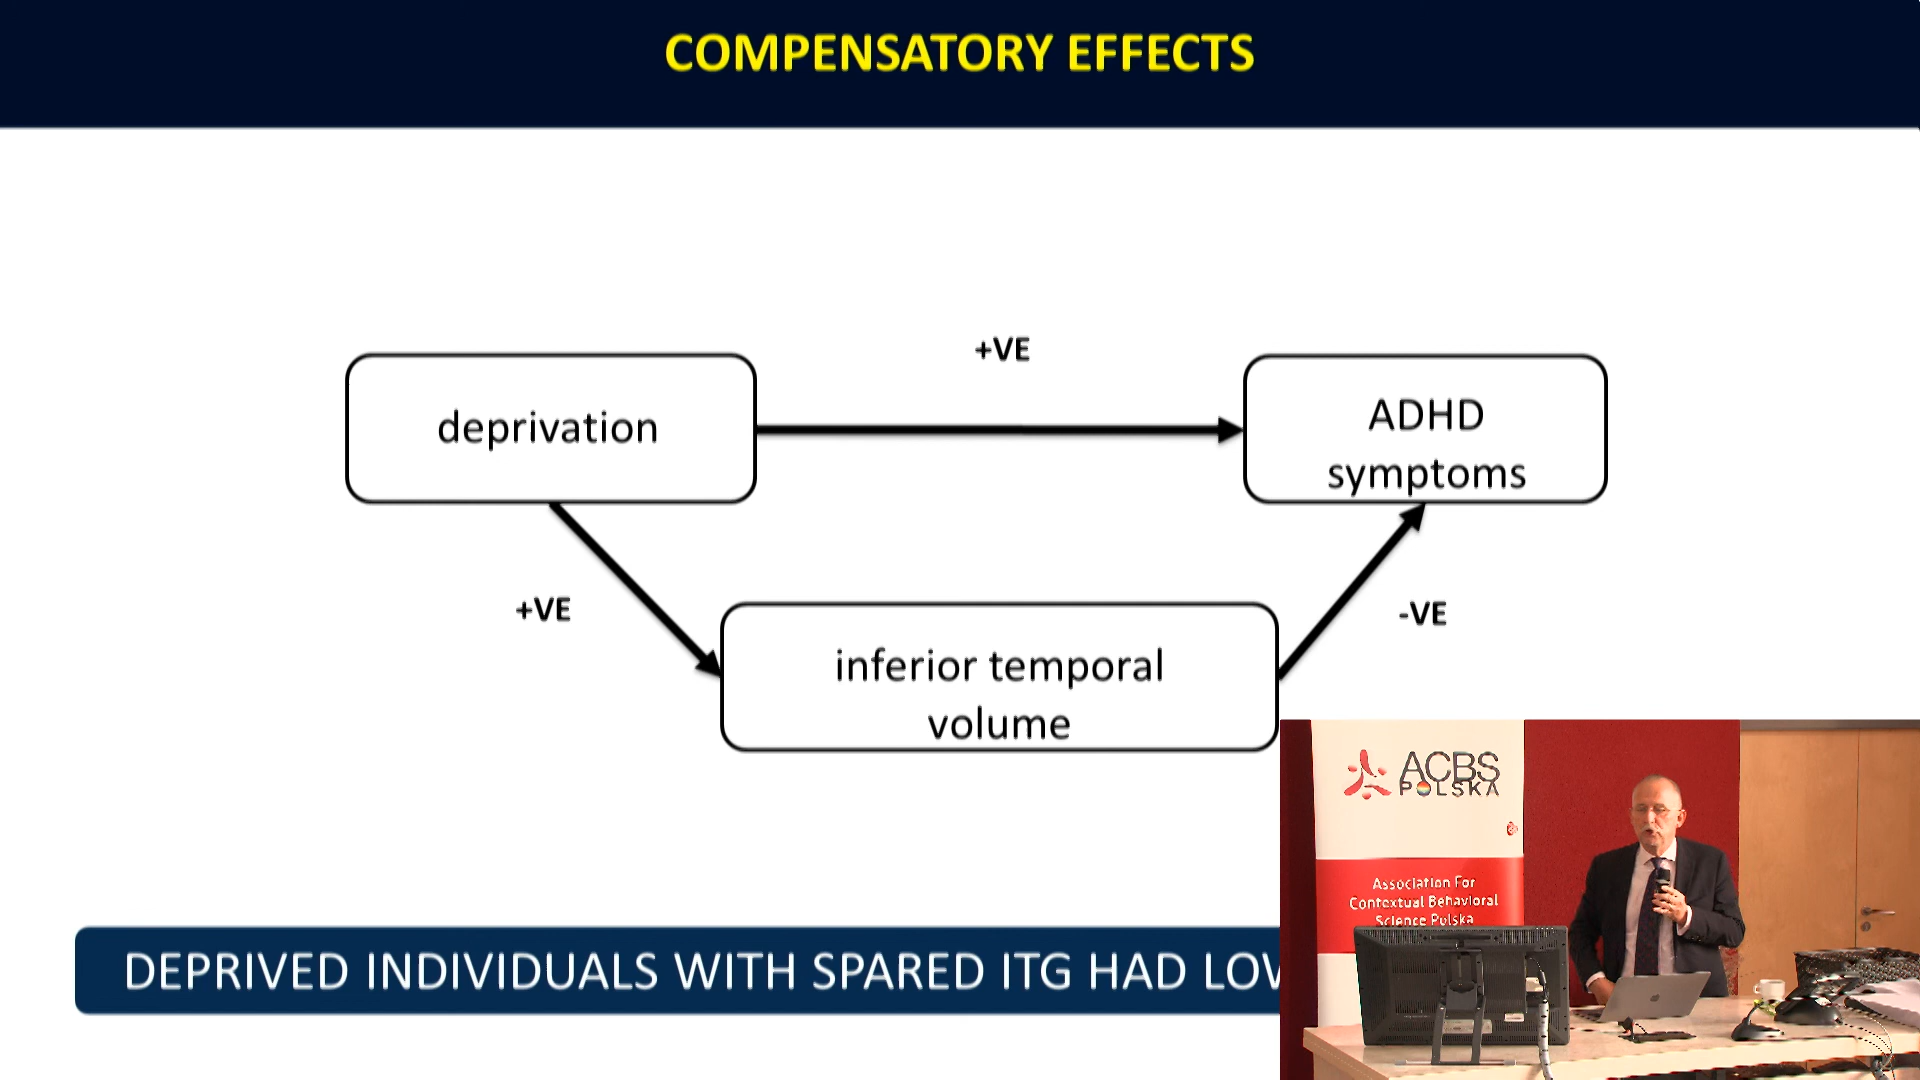 COMPENSATORY EFFECTS
+VE
deprivation
ADHD
symptoms
+VE
-VE
inferior temporal
volume
DEPRIVED INDIVIDUALS WITH SPARED ITG HAD
ACBS
POLSKA
Association For
Contextual Behavioral
Science Polska